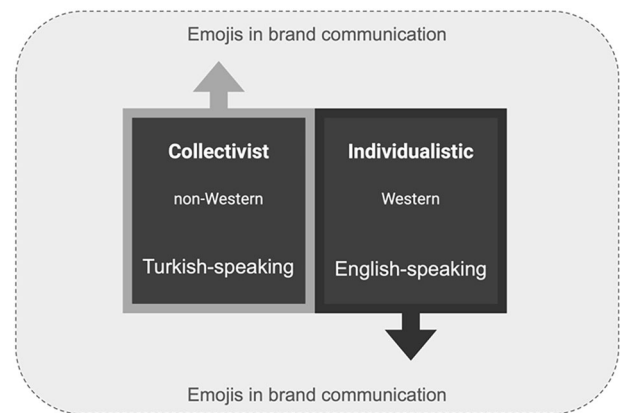 Emojis in brand communication
Collectivist
Individualistic
non-Western
Western
Turkish-speaking
English-speaking
Emojis in brand communication